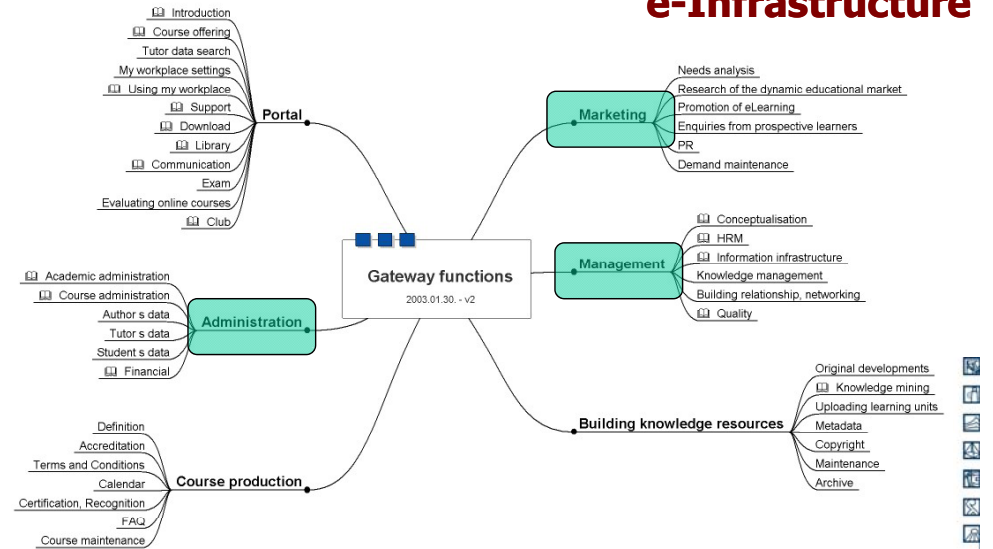 e-Infrastructure
Introduction
Course offering
Tutor data search
My workplace settings
Using my workplace
Support
Download
Library
Communication
Exam
Evaluating online courses
Club
Portal
Needs analysis
Research of the dynamic educational market
Promotion of eLearning
Enquiries from prospective learners
PR
Demand maintenance
Marketing
Gateway functions
2003.01.30. - v2
Conceptualisation
HRM
Information infrastructure
Knowledge management
Building relationship, networking
Quality
Management
Academic administration
Course administration
Author s data
Tutor s data
Student s data
Financial
Administration
Original developments
Knowledge mining
Uploading learning units
Metadata
Copyright
Maintenance
Archive
Building knowledge resources
Definition
Accreditation
Terms and Conditions
Calendar
Certification, Recognition
FAQ
Course maintenance
Course production